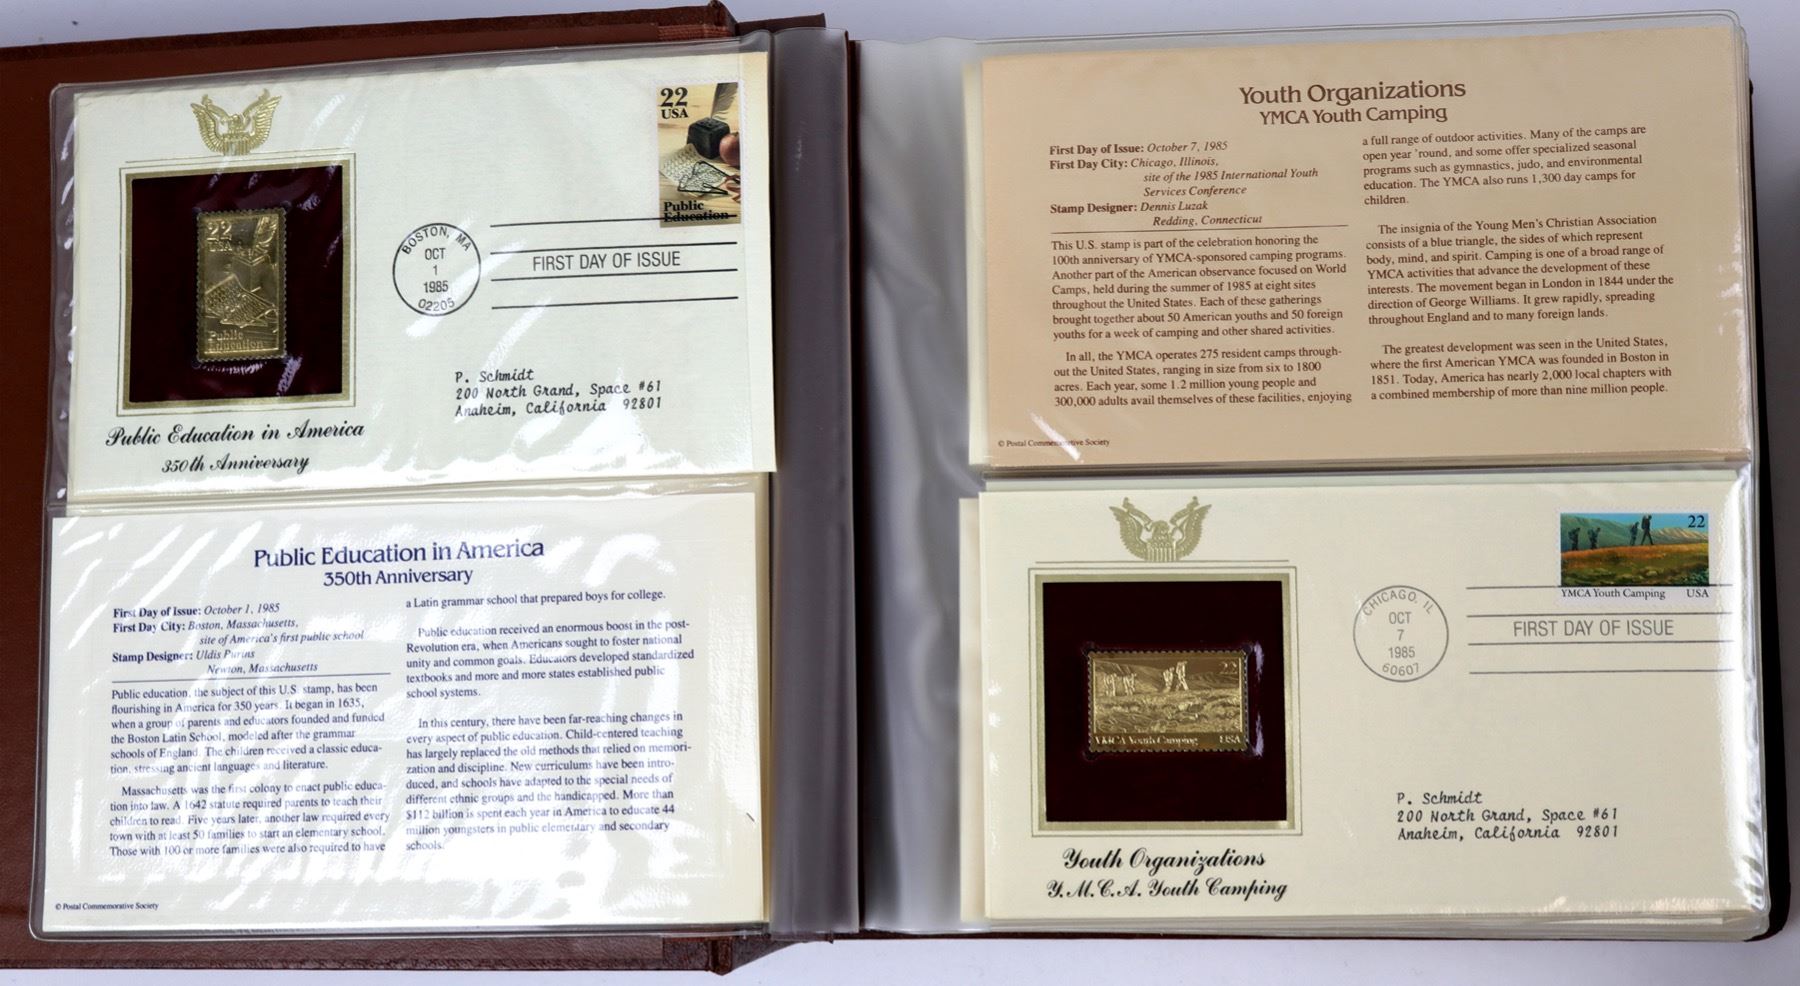 22
USA
Public
Education
22
USA
Public
Education
BOSTON, MA
OCT
1
1985
02205
FIRST DAY OF ISSUE
P. Schmidt
200 North Grand, Space #61
Anaheim, California 92801
Public Education in America
350th Anniversary
Public Education in America
350th Anniversary
First Day of Issue: October 1, 1985
First Day City: Boston, Massachusetts,
site of America's first public school
Stamp Designer: Uldis Purins
Newton, Massachusetts
Public education, the subject of this U.S. stamp, has been
flourishing in America for 350 years. It began in 1635,
when a group of parents and educators founded and funded
the Boston Latin School, modeled after the grammar
schools of England. The children received a classic educa-
tion, stressing ancient languages and literature.
Massachusetts was the first colony to enact public educa-
tion into law. A 1642 statute required parents to teach their
children to read. Five years later, another law required every
town with at least 50 families to start an elementary school.
Those with 100 or more families were also required to have
a Latin grammar school that prepared boys for college.
Public education received an enormous boost in the post-
Revolution era, when Americans sought to foster national
unity and common goals. Educators developed standardized
textbooks and more and more states established public
school systems.
In this century, there have been far-reaching changes in
every aspect of public education. Child-centered teaching
has largely replaced the old methods that relied on memori-
zation and discipline. New curriculums have been intro-
duced, and schools have adapted to the special needs of
different ethnic groups and the handicapped. More than
$112 billion is spent each year in America to educate 44
million youngsters in public elementary and secondary
schools.
© Postal Commemorative Society
Youth Organizations
YMCA Youth Camping
First Day of Issue: October 7, 1985
First Day City: Chicago, Illinois,
site of the 1985 International Youth
Services Conference
Stamp Designer: Dennis Luzak
Redding, Connecticut
This U.S. stamp is part of the celebration honoring the
100th anniversary of YMCA-sponsored camping programs.
Another part of the American observance focused on World
Camps, held during the summer of 1985 at eight sites
throughout the United States. Each of these gatherings
brought together about 50 American youths and 50 foreign
youths for a week of camping and other shared activities.
In all, the YMCA operates 275 resident camps through-
out the United States, ranging in size from six to 1800
acres. Each year, some 1.2 million young people and
300,000 adults avail themselves of these facilities, enjoying
a full range of outdoor activities. Many of the camps are
open year 'round, and some offer specialized seasonal
programs such as gymnastics, judo, and environmental
education. The YMCA also runs 1,300 day camps for
children.
The insignia of the Young Men's Christian Association
consists of a blue triangle, the sides of which represent
body, mind, and spirit. Camping is one of a broad range of
YMCA activities that advance the development of these
interests. The movement began in London in 1844 under the
direction of George Williams. It grew rapidly, spreading
throughout England and to many foreign lands.
The greatest development was seen in the United States,
where the first American YMCA was founded in Boston in
1851. Today, America has nearly 2,000 local chapters with
a combined membership of more than nine million people.
© Postal Commemorative Society
22
YMCA Youth Camping USA
22
YMCA Youth Camping USA
CHICAGO, IL
OCT
7
1985
60607
FIRST DAY OF ISSUE
P. Schmidt
200 North Grand, Space #61
Anaheim, California 92801
Youth Organizations
Y.M.C.A. Youth Camping